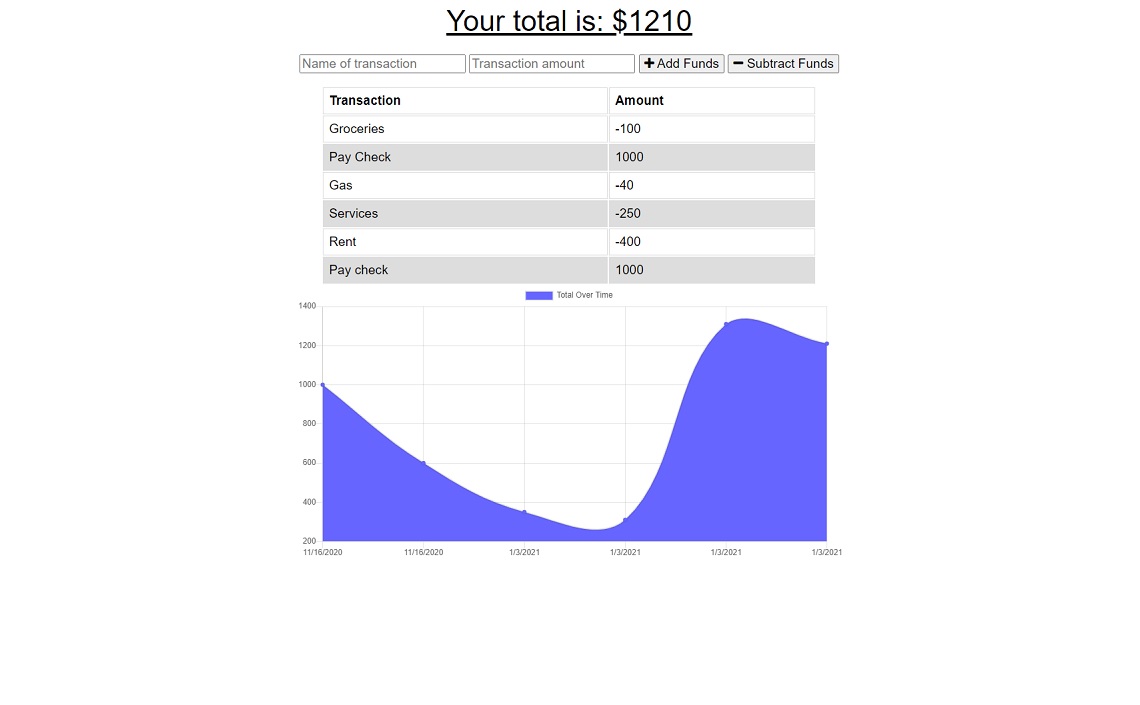 Your total is: $1210
Name of transaction Transaction amount + Add Funds − Subtract Funds
Transaction Amount
Groceries -100
Pay Check 1000
Gas -40
Services -250
Rent -400
Pay check 1000
Total Over Time
1400
1200
1000
800
600
400
200
11/16/2020 11/16/2020 1/3/2021 1/3/2021 1/3/2021 1/3/2021